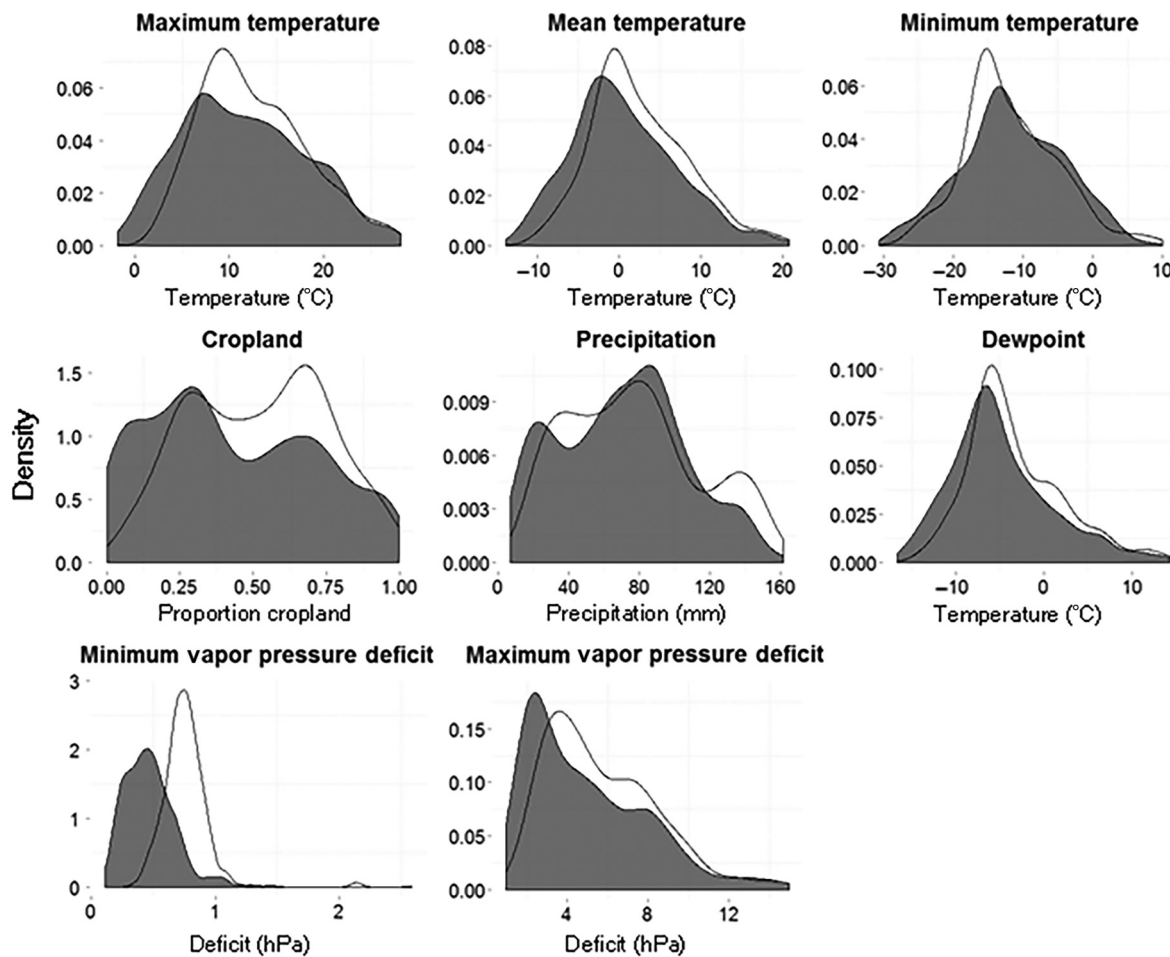 Maximum temperature
0.06
0.04
0.02
0.00
0 10 20
Temperature (°C)
Mean temperature
0.08
0.06
0.04
0.02
0.00
−10 0 10 20
Temperature (°C)
Minimum temperature
0.06
0.04
0.02
0.00
−30 −20 −10 0 10
Temperature (°C)
Density
Cropland
1.5
1.0
0.5
0.0
0.00 0.25 0.50 0.75 1.00
Proportion cropland
Precipitation
0.009
0.006
0.003
0.000
0 40 80 120 160
Precipitation (mm)
Dewpoint
0.100
0.075
0.050
0.025
0.000
−10 0 10
Temperature (°C)
Minimum vapor pressure deficit
3
2
1
0
0 1 2
Deficit (hPa)
Maximum vapor pressure deficit
0.15
0.10
0.05
0.00
4 8 12
Deficit (hPa)